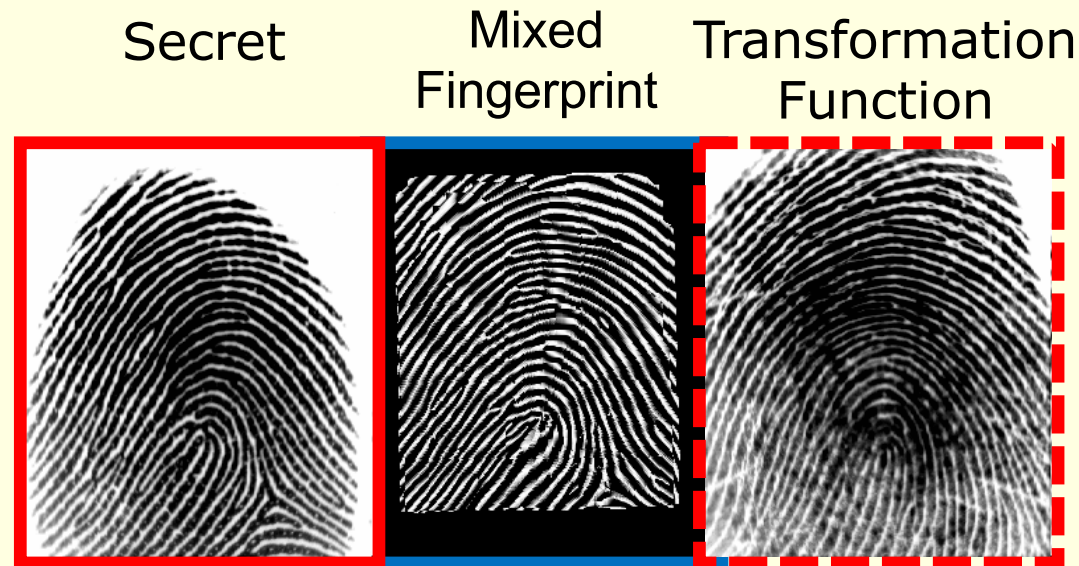 Secret
Mixed
Fingerprint
Transformation
Function